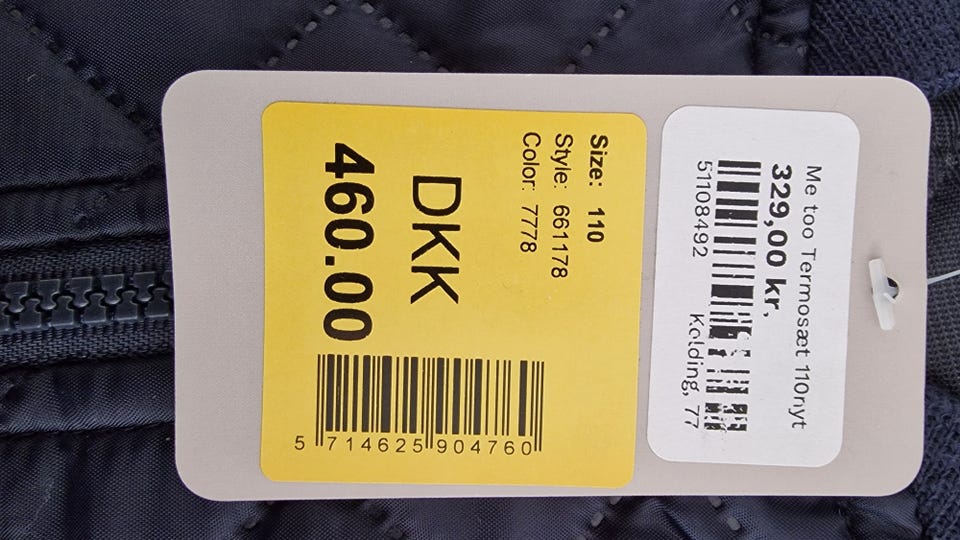 Me too Termosæt 110nyt
329,00 kr.
51108492 Kolding, 77
Size: 110
Style: 661178
Color: 7778
DKK
460.00
5 714625 904760